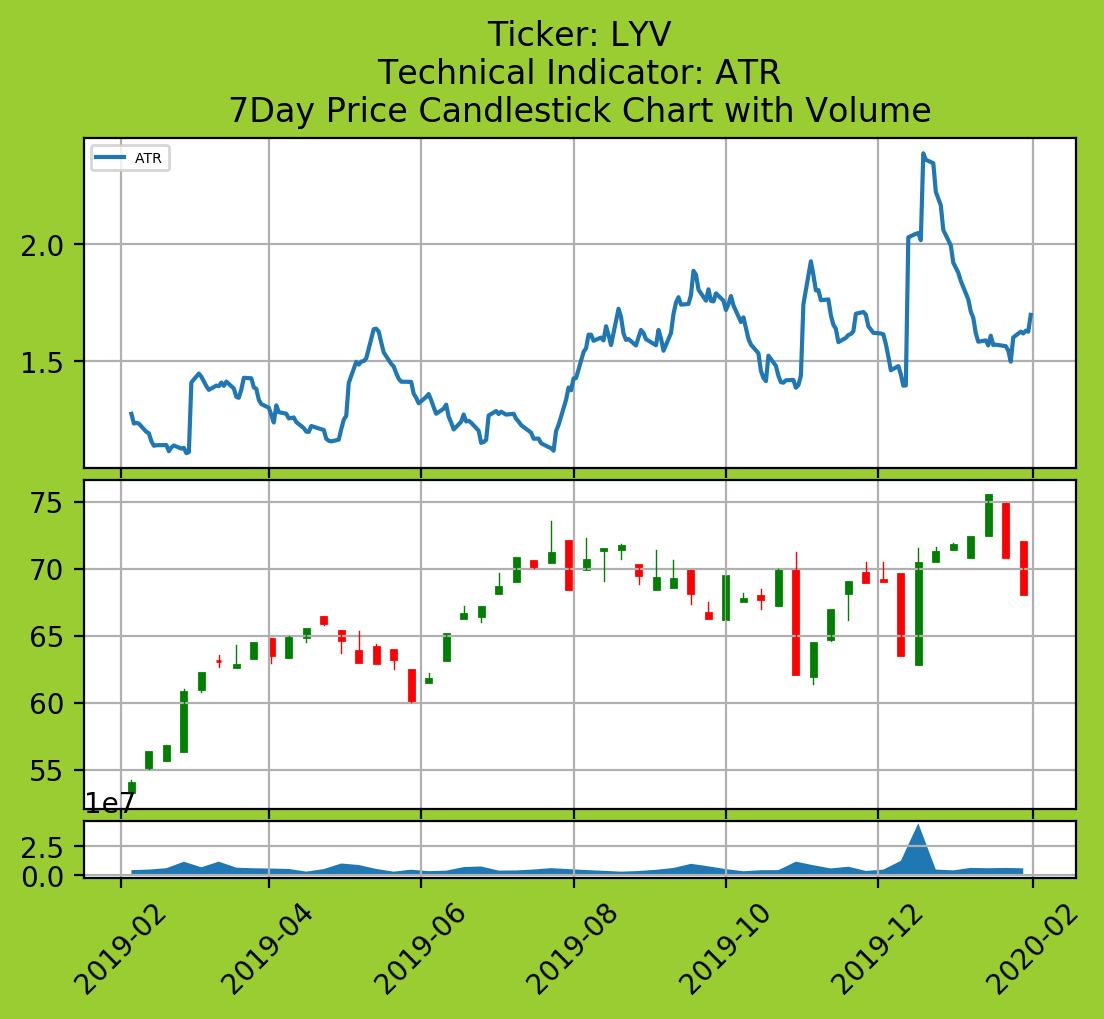 Ticker: LYV
Technical Indicator: ATR
7Day Price Candlestick Chart with Volume
ATR
2.0
1.5
75
70
65
60
55
1e7
2.5
0.0
2019-02 2019-04 2019-06 2019-08 2019-10 2019-12 2020-02